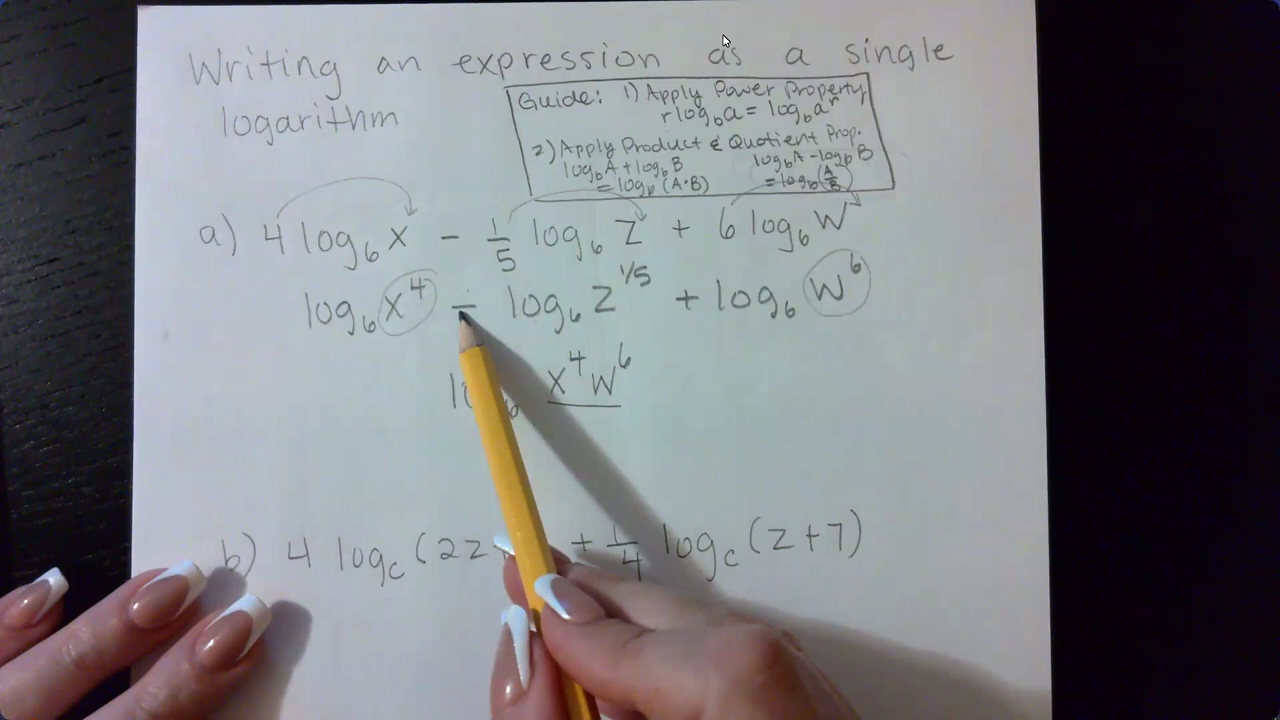 Writing an expression as a single
logarithm
Guide: 1) Apply Power Property
r log_b a = log_b a^r
2) Apply Product & Quotient Prop.
log_b A + log_b B
= log_b (A·B)
log_b A - log_b B
= log_b (A/B)
a) 4 log_6 x - 1/5 log_6 z + 6 log_6 w
log_6 x^4 - log_6 z^1/5 + log_6 w^6
x^4 w^6
b) 4 log_c (2z + 1/4 log_c (z+7)